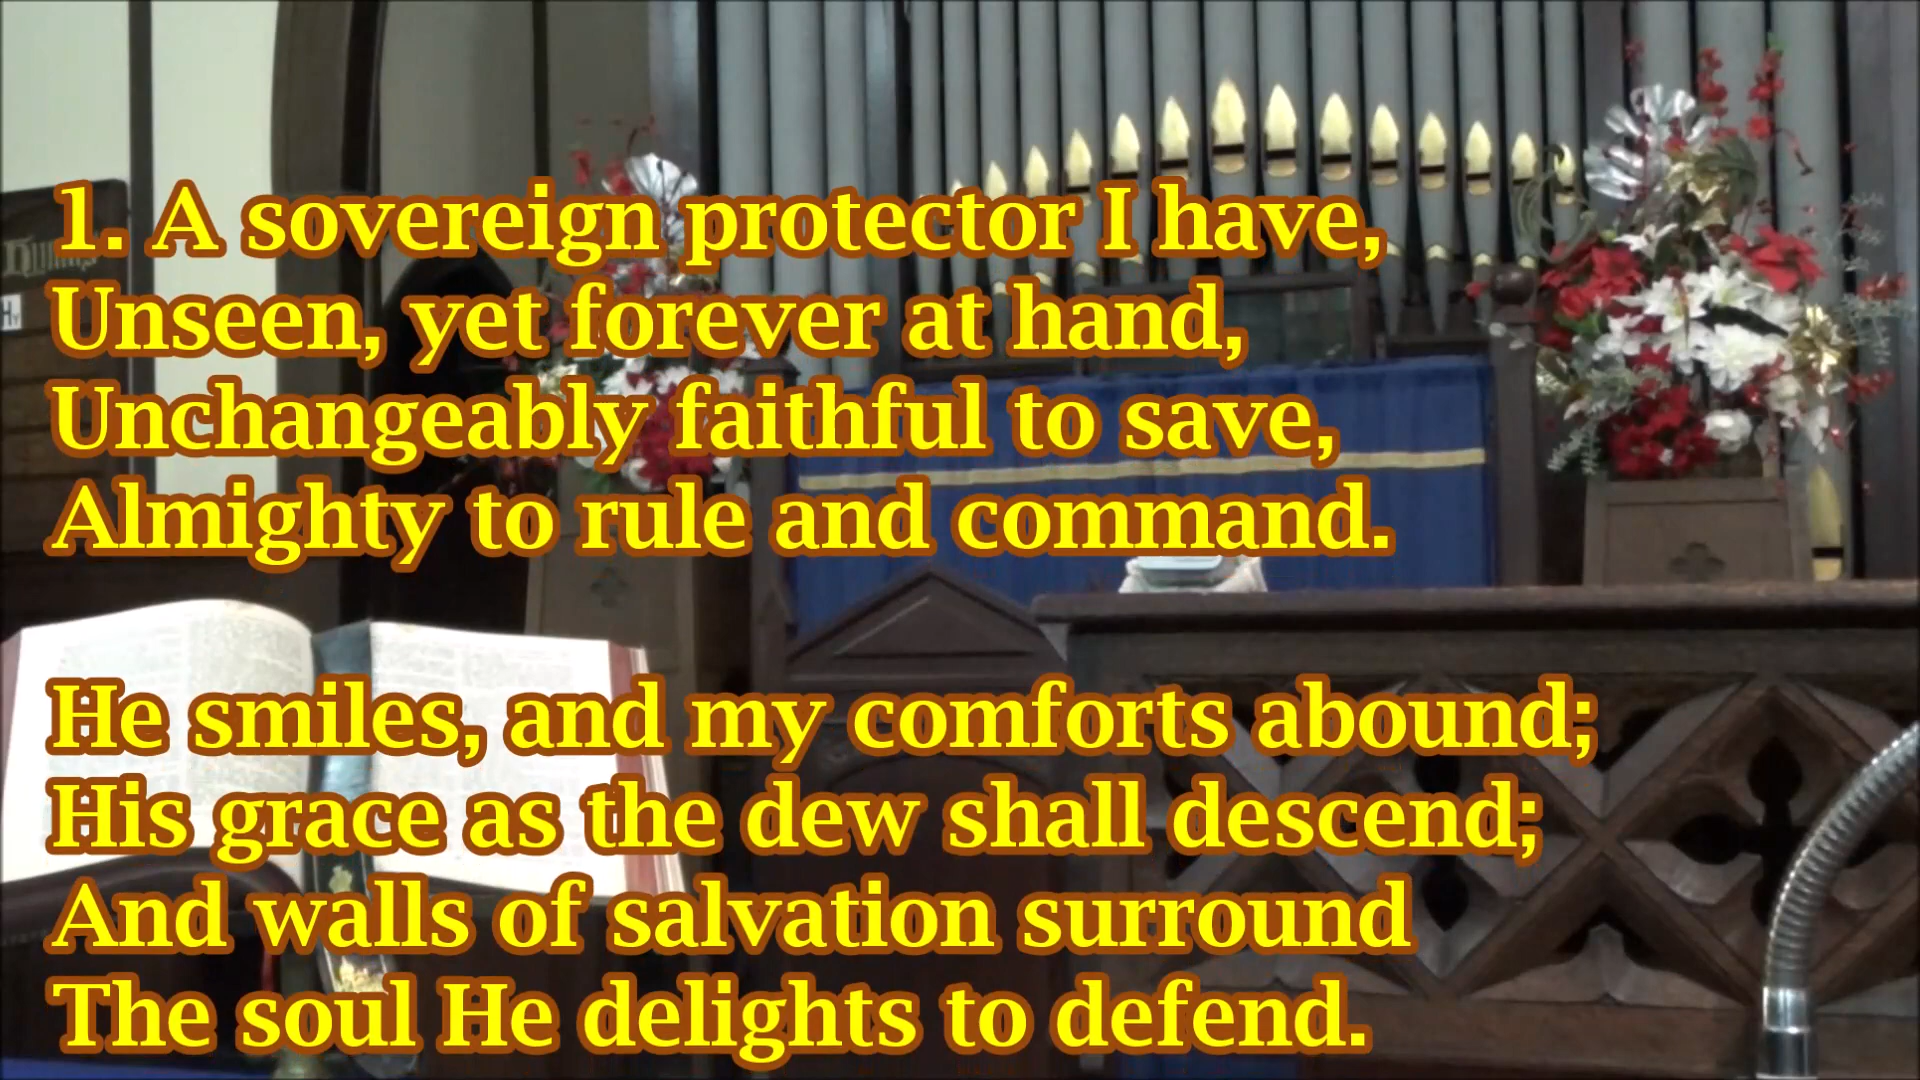 1. A sovereign protector I have,
Unseen, yet forever at hand,
Unchangeably faithful to save,
Almighty to rule and command.
He smiles, and my comforts abound;
His grace as the dew shall descend;
And walls of salvation surround
The soul He delights to defend.